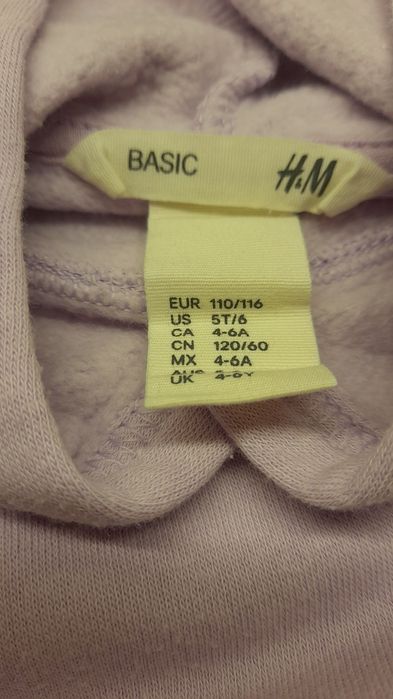 BASIC H&M
EUR 110/116
US 5T/6
CA 4-6A
CN 120/60
MX 4-6A
UK